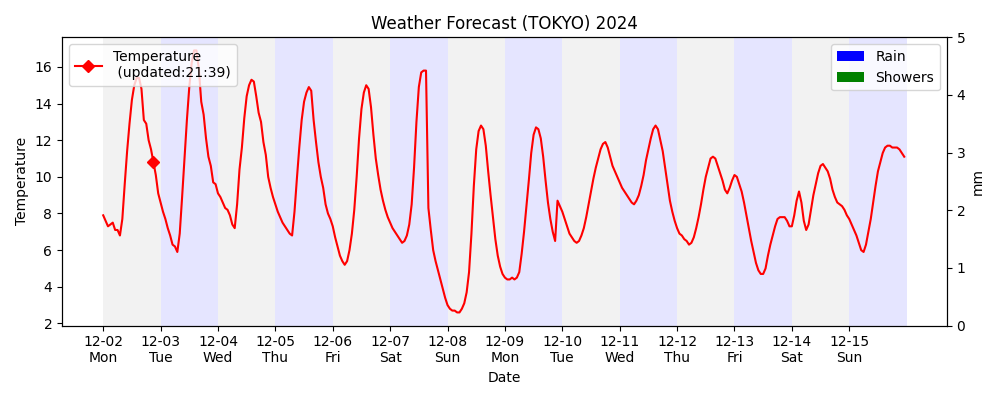 Weather Forecast (TOKYO) 2024
Temperature
(updated:21:39)
Rain
Showers
Temperature
16
14
12
10
8
6
4
2
5
4
3
2
1
0
mm
12-02 12-03 12-04 12-05 12-06 12-07 12-08 12-09 12-10 12-11 12-12 12-13 12-14 12-15
Mon Tue Wed Thu Fri Sat Sun Mon Tue Wed Thu Fri Sat Sun
Date